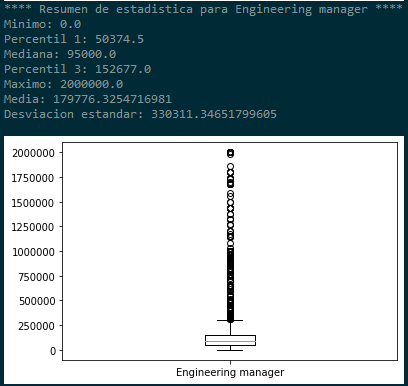 **** Resumen de estadistica para Engineering manager ****
Minimo: 0.0
Percentil 1: 50374.5
Mediana: 95000.0
Percentil 3: 152677.0
Maximo: 2000000.0
Media: 179776.3254716981
Desviacion estandar: 330311.34651799605
2000000
1750000
1500000
1250000
1000000
750000
500000
250000
0
Engineering manager